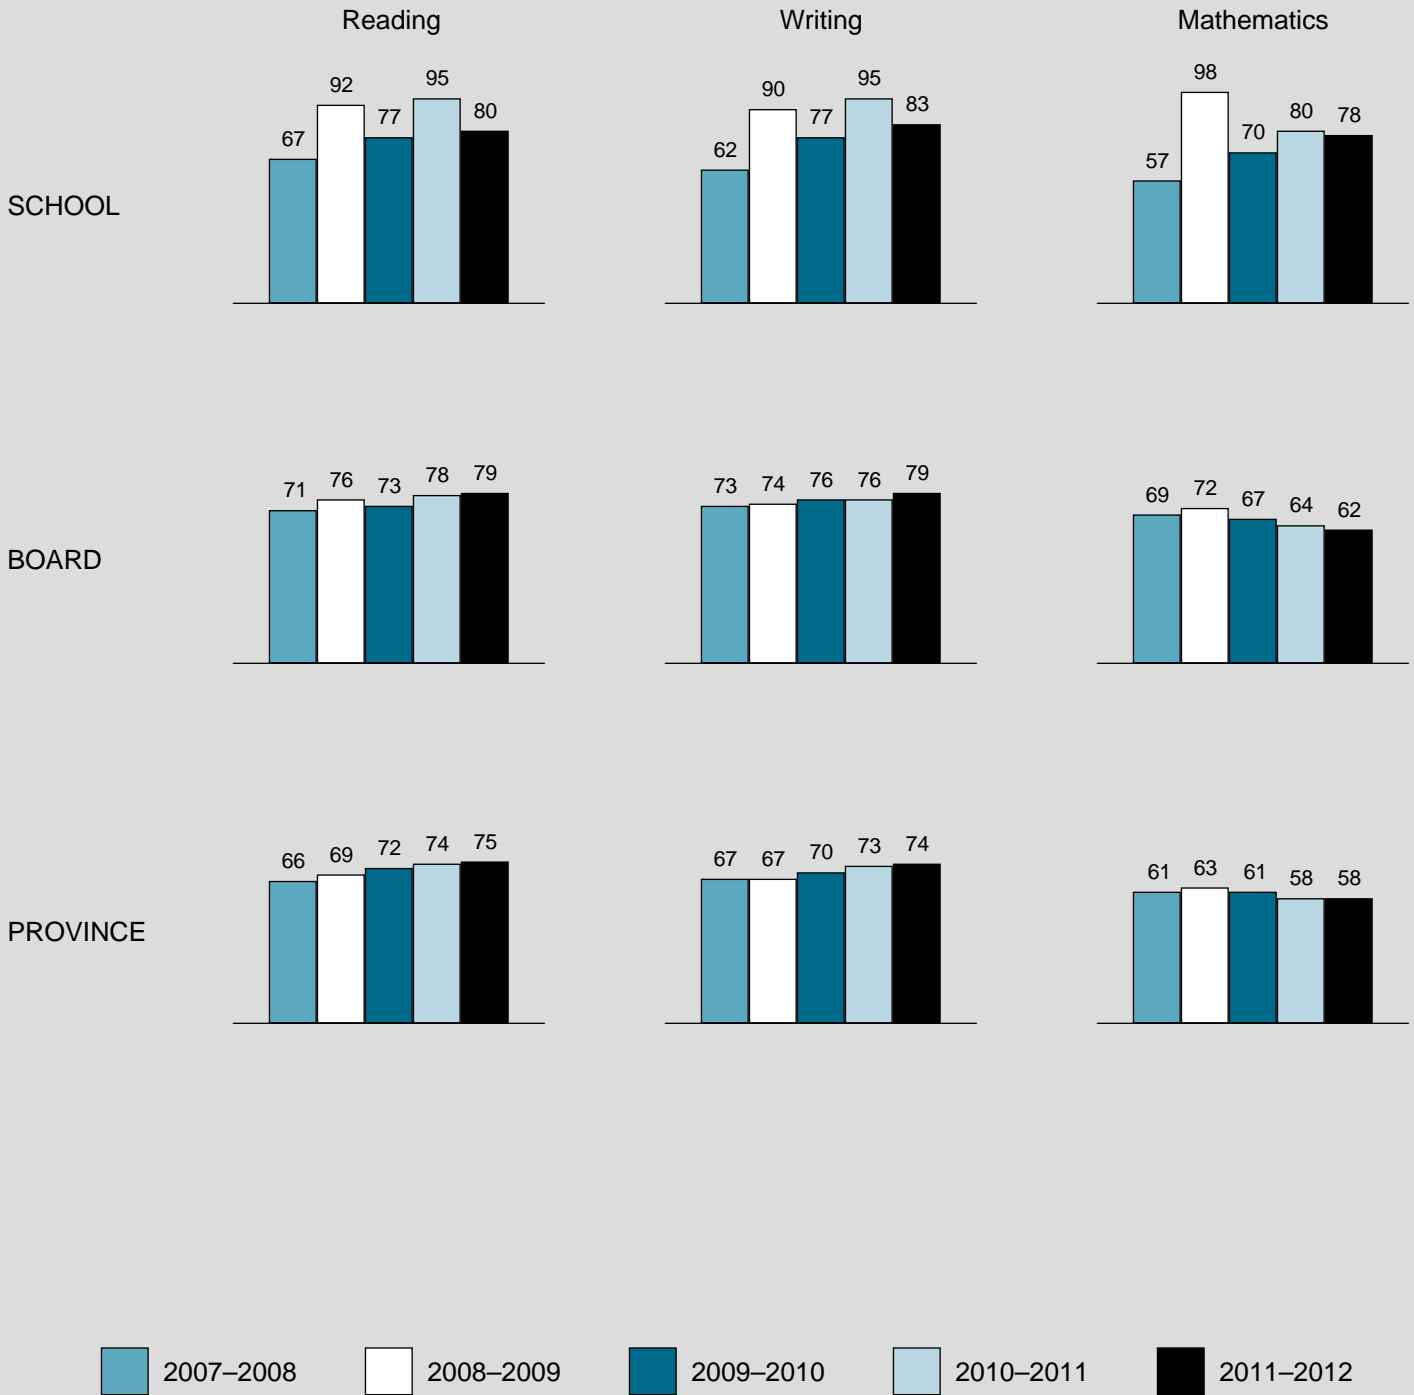 Reading Writing Mathematics
SCHOOL
67 92 77 95 80
62 90 77 95 83
57 98 70 80 78
BOARD
71 76 73 78 79
73 74 76 76 79
69 72 67 64 62
PROVINCE
66 69 72 74 75
67 67 70 73 74
61 63 61 58 58
2007–2008 2008–2009 2009–2010 2010–2011 2011–2012